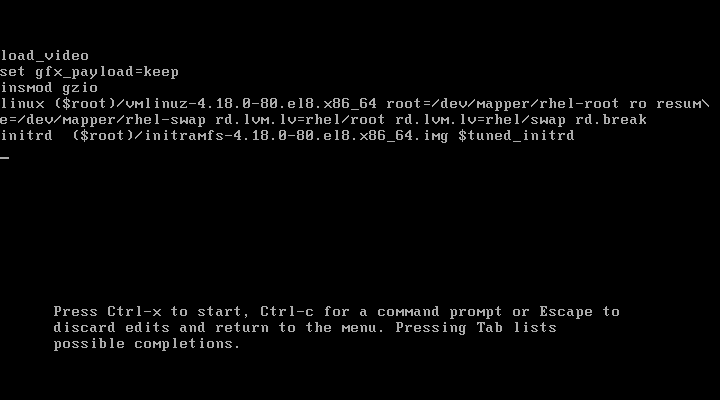 load_video
set gfx_payload=keep
insmod gzio
linux ($root)/vmlinuz-4.18.0-80.el8.x86_64 root=/dev/mapper/rhel-root ro resum\
e=/dev/mapper/rhel-swap rd.lvm.lv=rhel/root rd.lvm.lv=rhel/swap rd.break
initrd  ($root)/initramfs-4.18.0-80.el8.x86_64.img $tuned_initrd
Press Ctrl-x to start, Ctrl-c for a command prompt or Escape to
discard edits and return to the menu. Pressing Tab lists
possible completions.